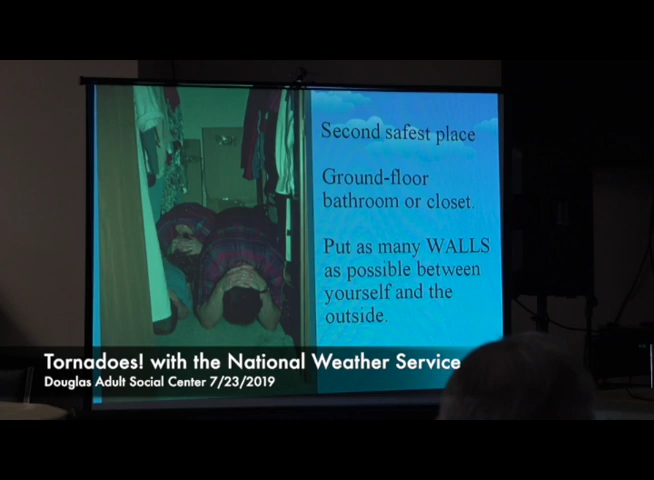 Second safest place
Ground-floor
bathroom or closet.
Put as many WALLS
as possible between
yourself and the
outside.
Tornadoes! with the National Weather Service
Douglas Adult Social Center 7/23/2019